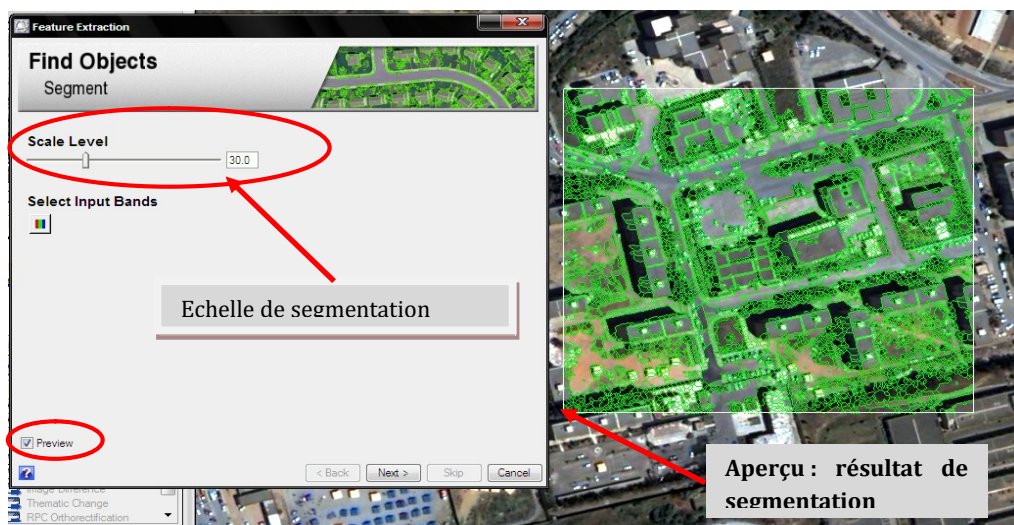 Feature Extraction
Find Objects
Segment
Scale Level
30.0
Select Input Bands
Echelle de segmentation
Preview
< Back
Next >
Skip
Cancel
Image Difference
Thematic Change
RPC Orthorectification
Aperçu : résultat de
segmentation